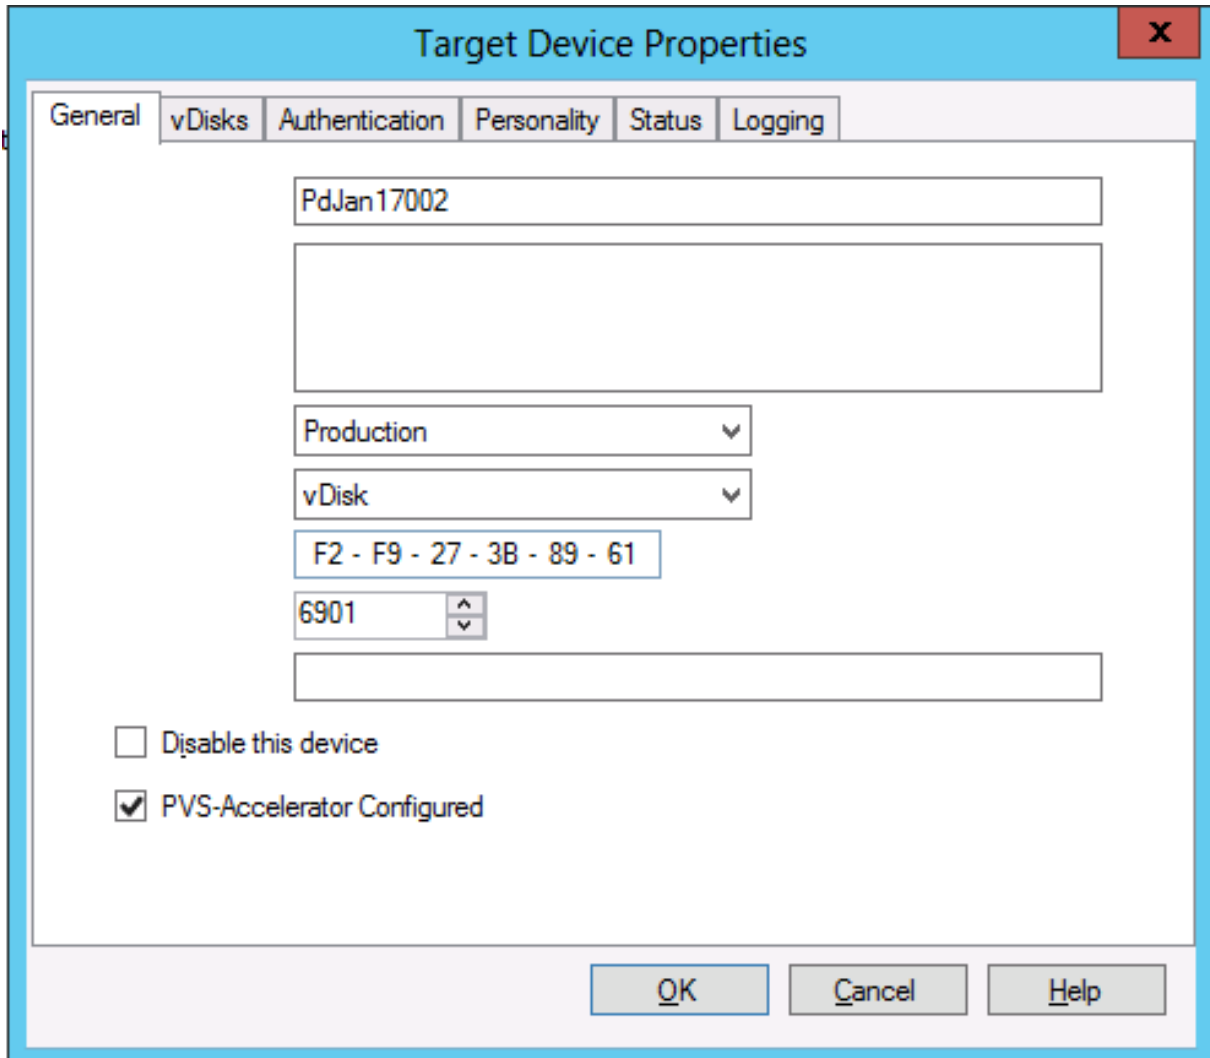 Target Device Properties
x
General vDisks Authentication Personality Status Logging
PdJan17002
Production
vDisk
F2 - F9 - 27 - 3B - 89 - 61
6901
Disable this device
PVS-Accelerator Configured
OK Cancel Help